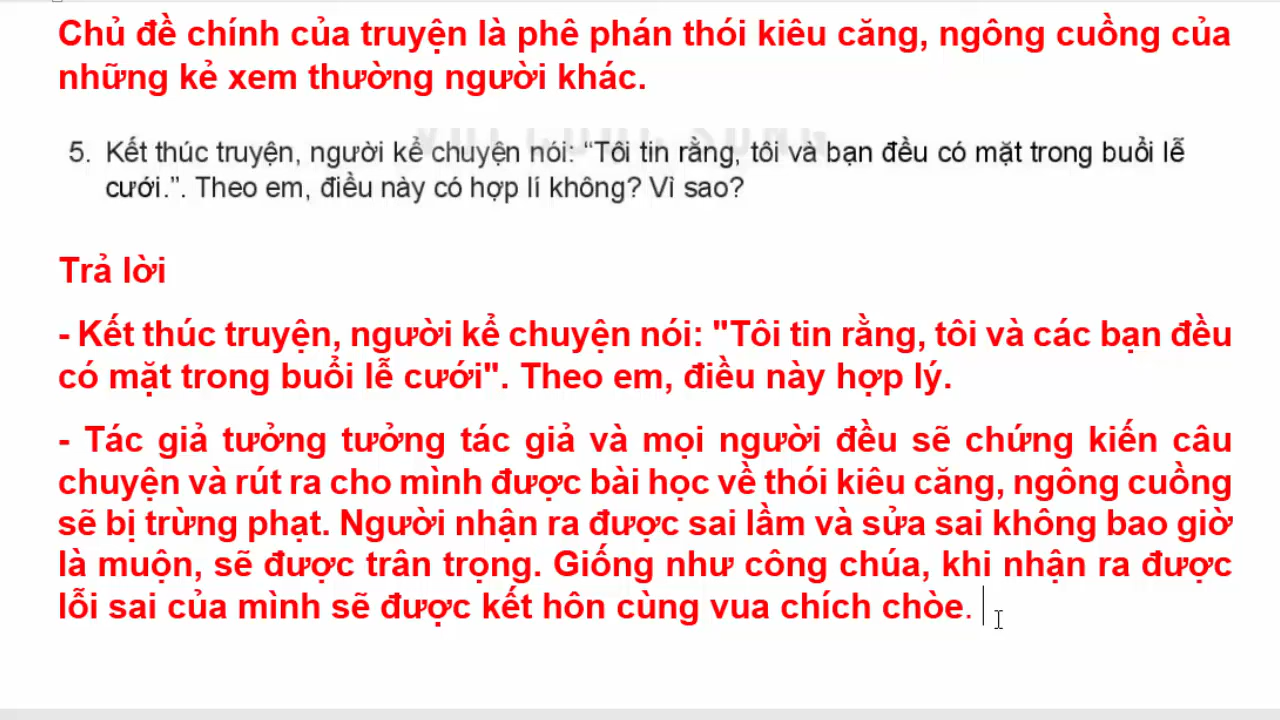 Chủ đề chính của truyện là phê phán thói kiêu căng, ngông cuồng của
những kẻ xem thường người khác.
5. Kết thúc truyện, người kể chuyện nói: “Tôi tin rằng, tôi và bạn đều có mặt trong buổi lễ
cưới.”. Theo em, điều này có hợp lí không? Vì sao?
Trả lời
- Kết thúc truyện, người kể chuyện nói: "Tôi tin rằng, tôi và các bạn đều
có mặt trong buổi lễ cưới". Theo em, điều này hợp lý.
- Tác giả tưởng tưởng tác giả và mọi người đều sẽ chứng kiến câu
chuyện và rút ra cho mình được bài học về thói kiêu căng, ngông cuồng
sẽ bị trừng phạt. Người nhận ra được sai lầm và sửa sai không bao giờ
là muộn, sẽ được trân trọng. Giống như công chúa, khi nhận ra được
lỗi sai của mình sẽ được kết hôn cùng vua chích chòe.